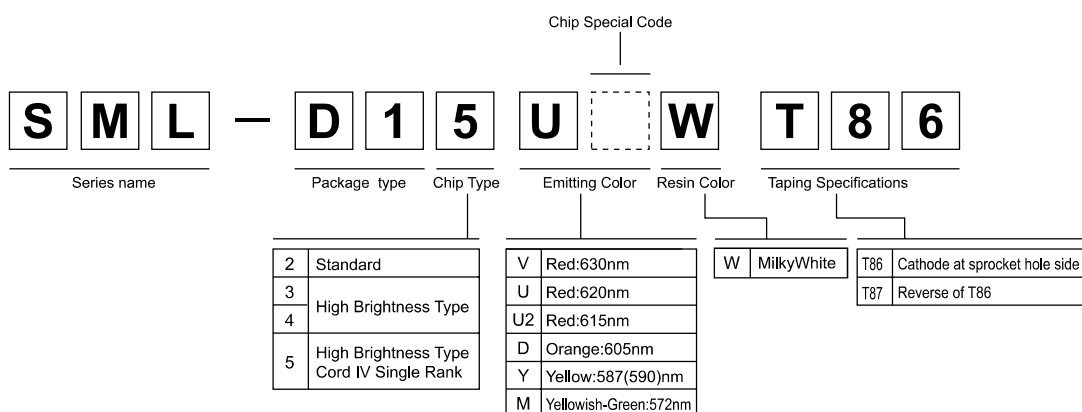 Chip Special Code
S M L — D 1 5 U W T 8 6
Series name Package type Chip Type Emitting Color Resin Color Taping Specifications
2 Standard
3
4
High Brightness Type
5 High Brightness Type
Cord IV Single Rank
V Red:630nm
U Red:620nm
U2 Red:615nm
D Orange:605nm
Y Yellow:587(590)nm
M Yellowish-Green:572nm
W MilkyWhite
T86 Cathode at sprocket hole side
T87 Reverse of T86